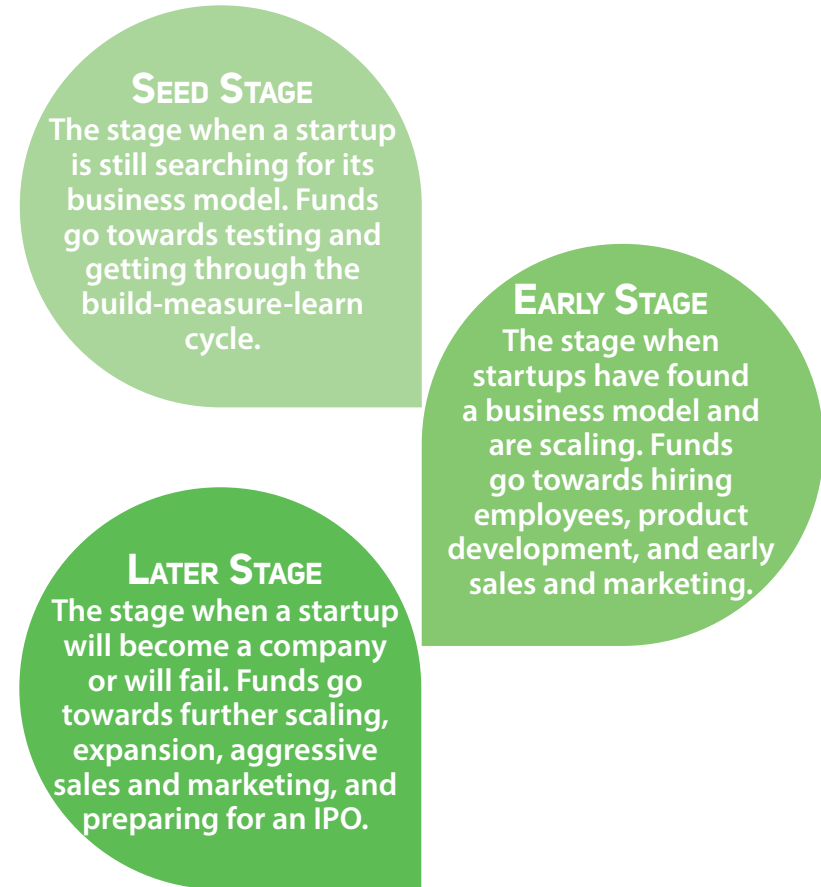 Seed Stage
The stage when a startup
is still searching for its
business model. Funds
go towards testing and
getting through the
build-measure-learn
cycle.
Early Stage
The stage when
startups have found
a business model and
are scaling. Funds
go towards hiring
employees, product
development, and early
sales and marketing.
Later Stage
The stage when a startup
will become a company
or will fail. Funds go
towards further scaling,
expansion, aggressive
sales and marketing, and
preparing for an IPO.